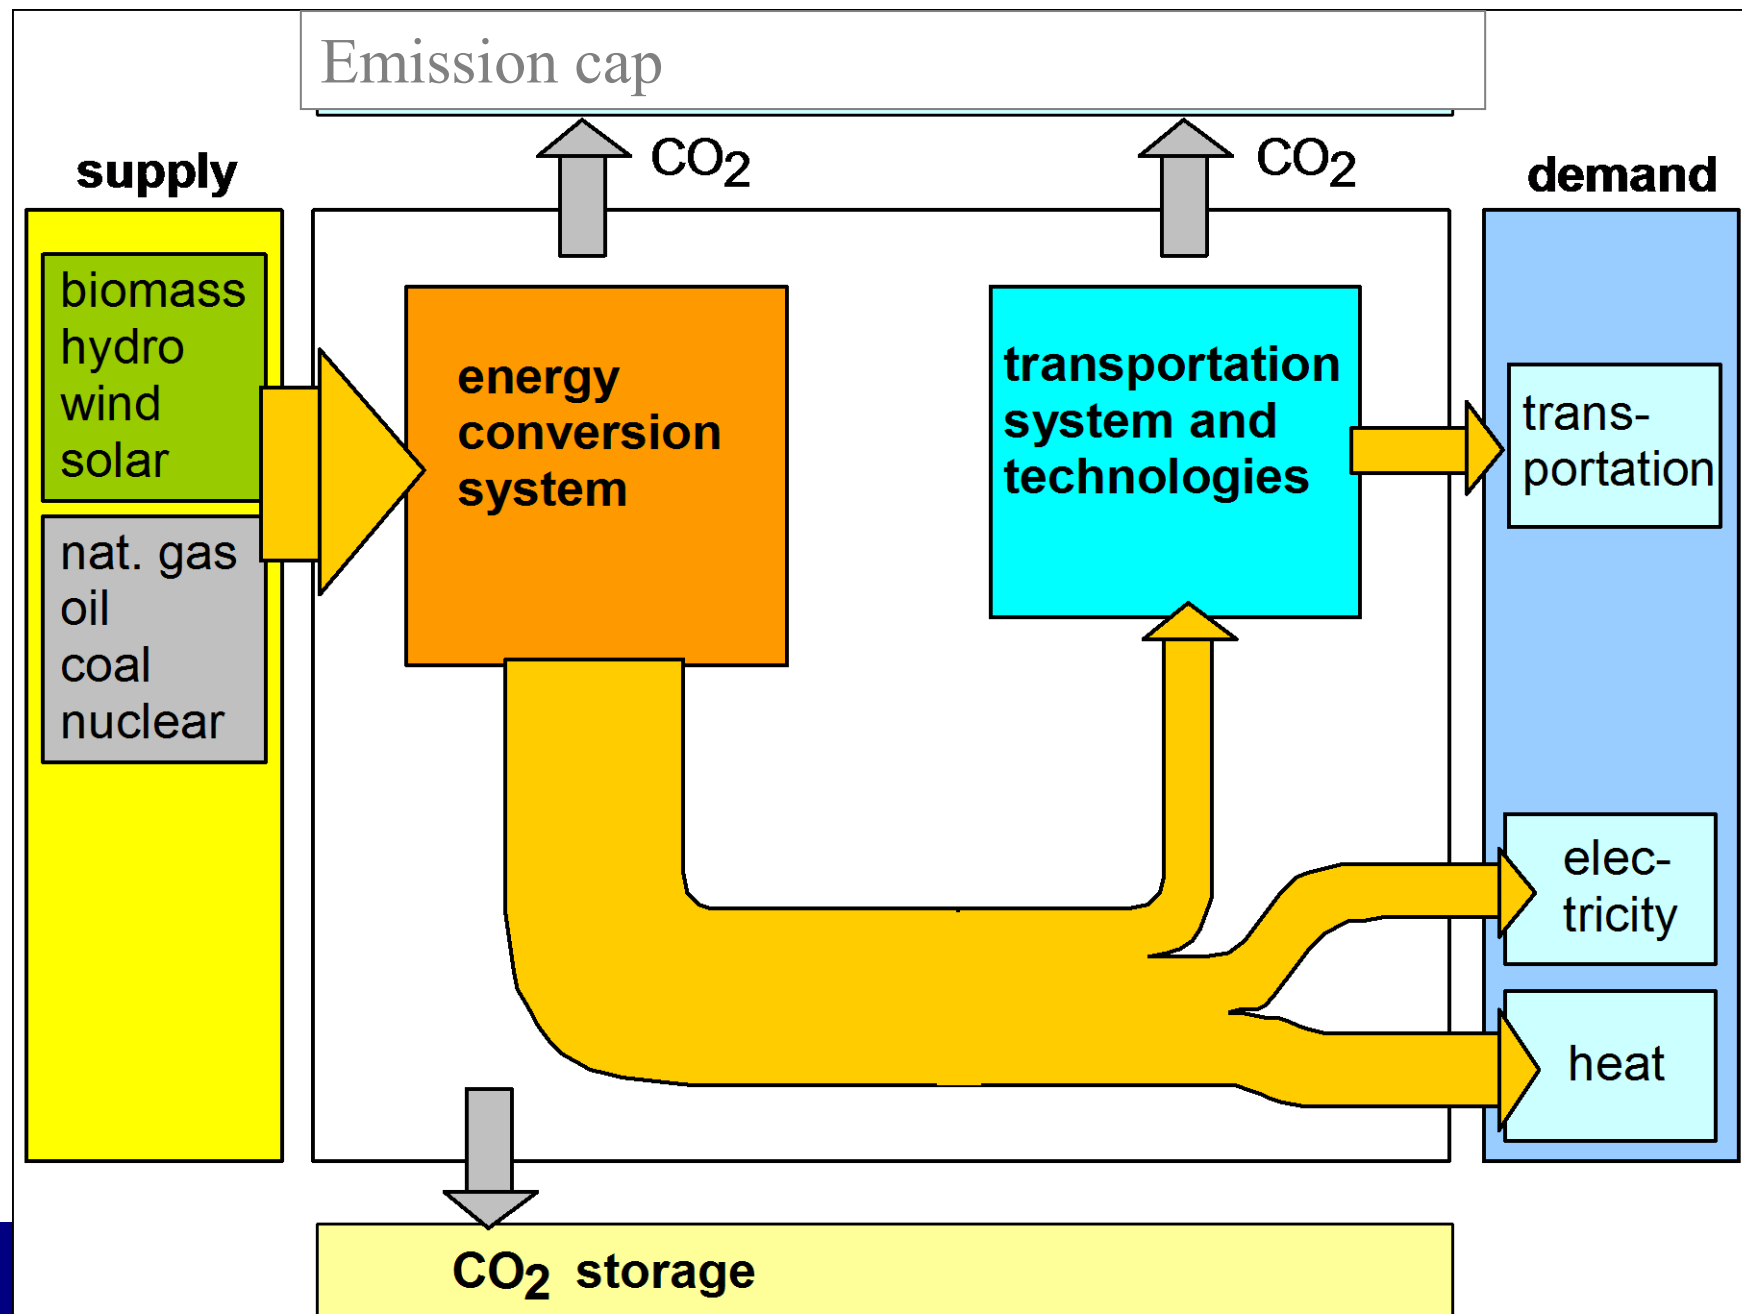 Emission cap
CO2
CO2
supply
demand
biomass
hydro
wind
solar
nat. gas
oil
coal
nuclear
energy
conversion
system
transportation
system and
technologies
trans-
portation
elec-
tricity
heat
CO2 storage